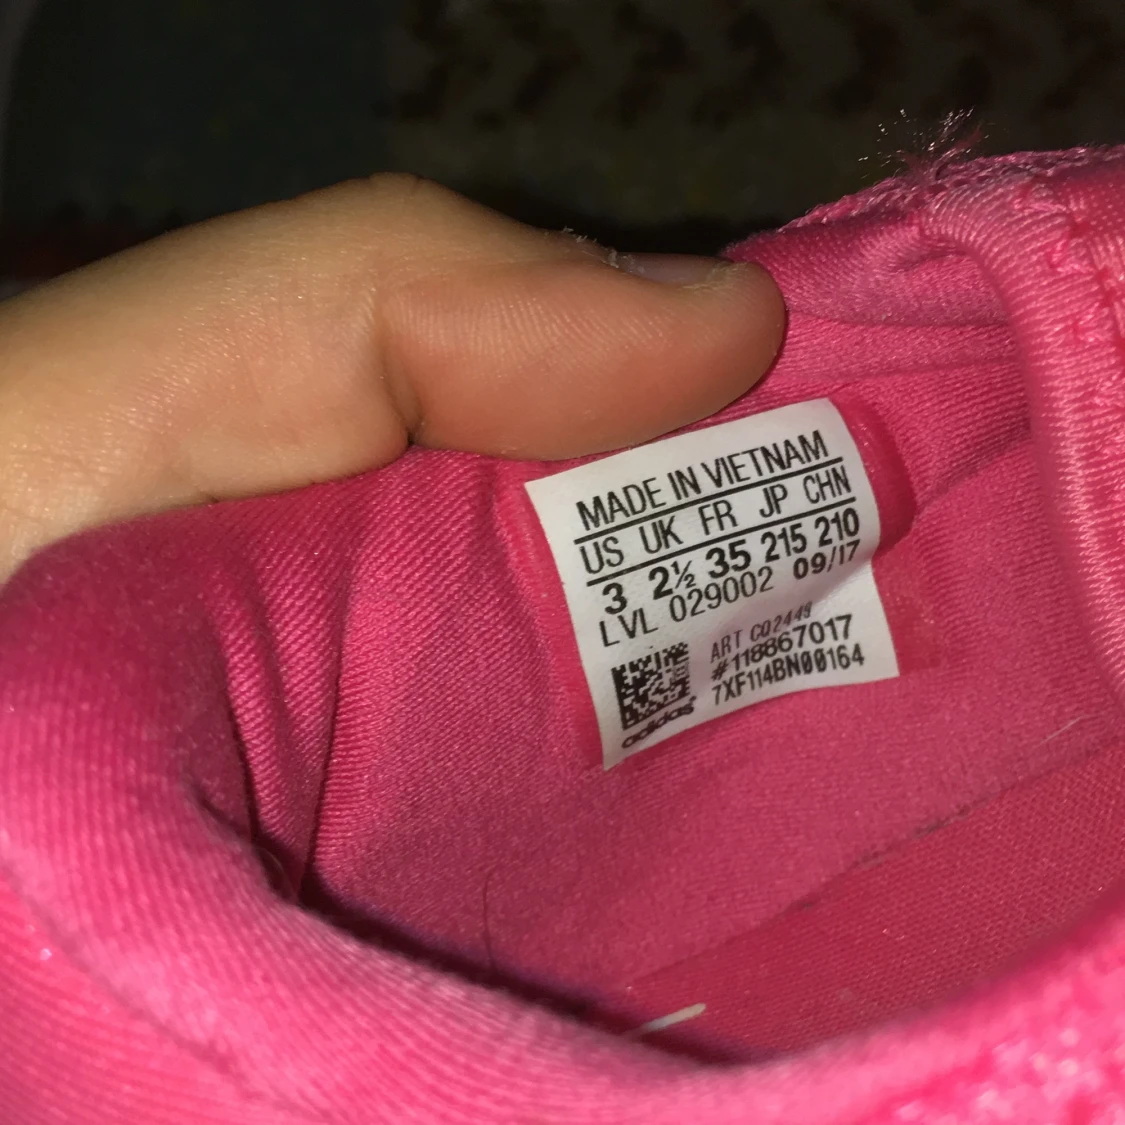 MADE IN VIETNAM
US UK FR JP CHN
3 2½ 35 215 210
LVL 029002 09/17
ART CQ2449
#118867017
7XF114BN00164
adidas